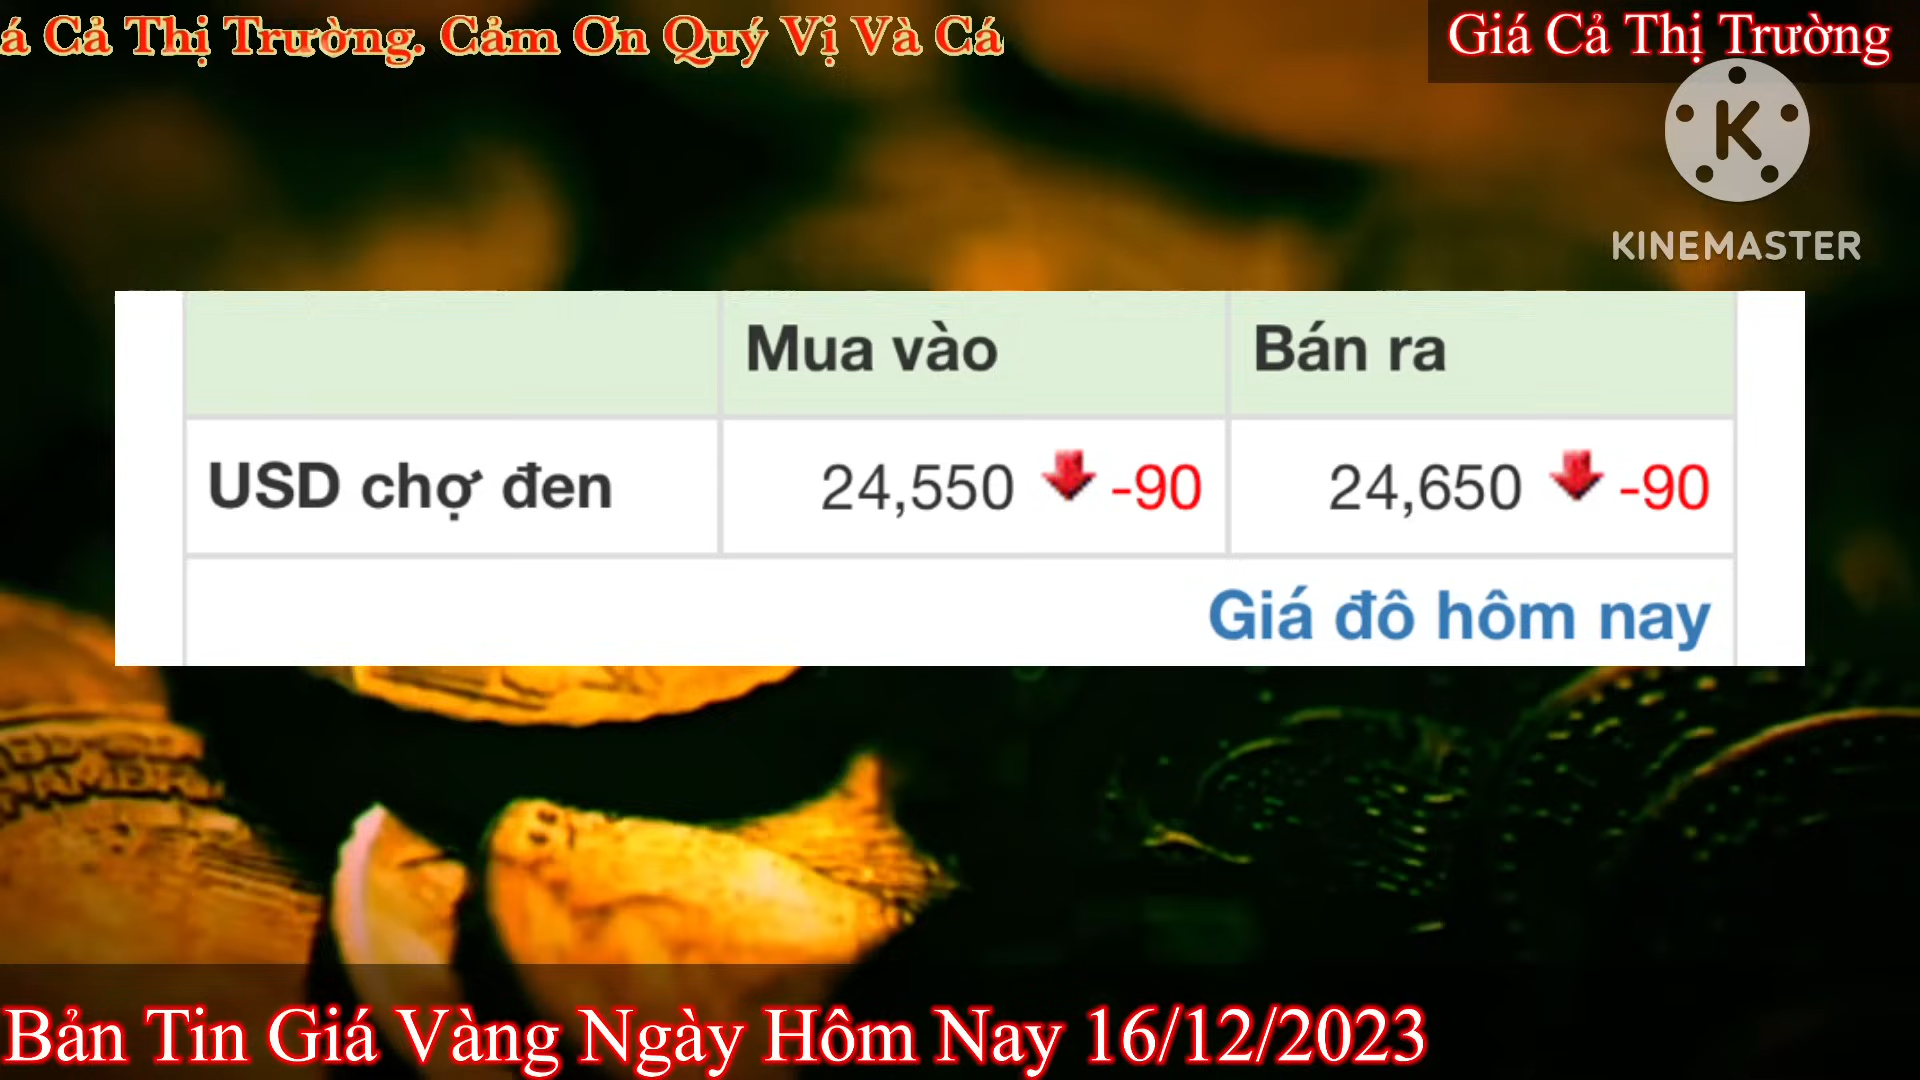 á Cả Thị Trường. Cảm Ơn Quý Vị Và Cá
Giá Cả Thị Trường
K
KINEMASTER
Mua vào Bán ra
USD chợ đen 24,550 -90 24,650 -90
Giá đô hôm nay
Bản Tin Giá Vàng Ngày Hôm Nay 16/12/2023